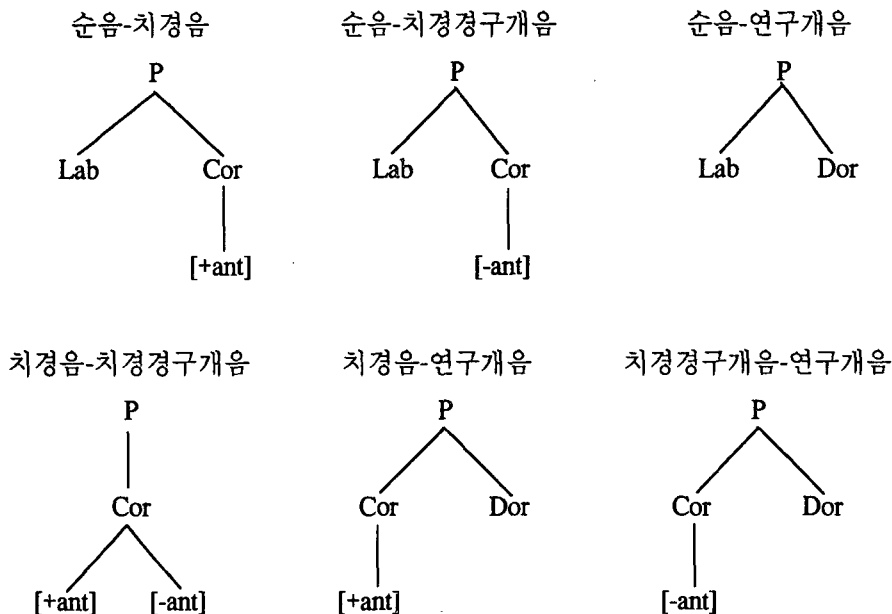 순음-치경음 순음-치경경구개음 순음-연구개음
P P P
Lab Cor Lab Cor Lab Dor
[+ant] [-ant]
치경음-치경경구개음 치경음-연구개음 치경경구개음-연구개음
P P P
Cor Cor Dor Cor Dor
[+ant] [-ant] [+ant] [-ant]